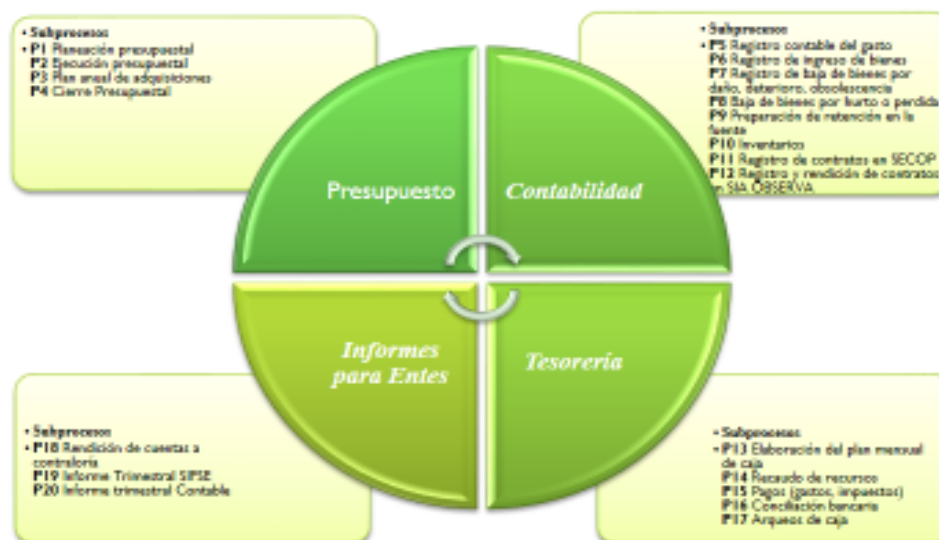 • Subprocesos
• P1 Planeación presupuestal
P2 Ejecución presupuestal
P3 Plan anual de adquisiciones
P4 Cierre Presupuestal
• Subprocesos
• P5 Registro contable del gasto
P6 Registro de ingreso de bienes
P7 Registro de baja de bienes por
daño, deterioro, obsolescencia
P8 Baja de bienes por hurto o perdida
P9 Preparación de retención en la
fuente
P10 Inventarios
P11 Registro de contratos en SECOP
P12 Registro y rendición de contratos
en SIA OBSERVA
Presupuesto
Contabilidad
Informes
para Entes
Tesorería
• Subprocesos
• P18 Rendición de cuentas a
contraloría
P19 Informe Trimestral SIPSE
P20 Informe trimestral Contable
• Subprocesos
• P13 Elaboración del plan mensual
de caja
P14 Recaudo de recursos
P15 Pagos (gastos, impuestos)
P16 Conciliación bancaria
P17 Arqueos de caja